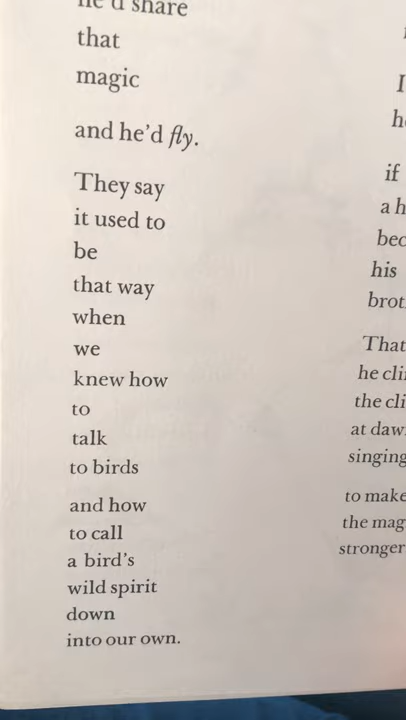 he'd share
that
magic
and he'd fly.
They say
it used to
be
that way
when
we
knew how
to
talk
to birds
and how
to call
a bird's
wild spirit
down
into our own.
if
a h
his
That
he cli
the cli
at daw
singing
to make
the mag
stronger